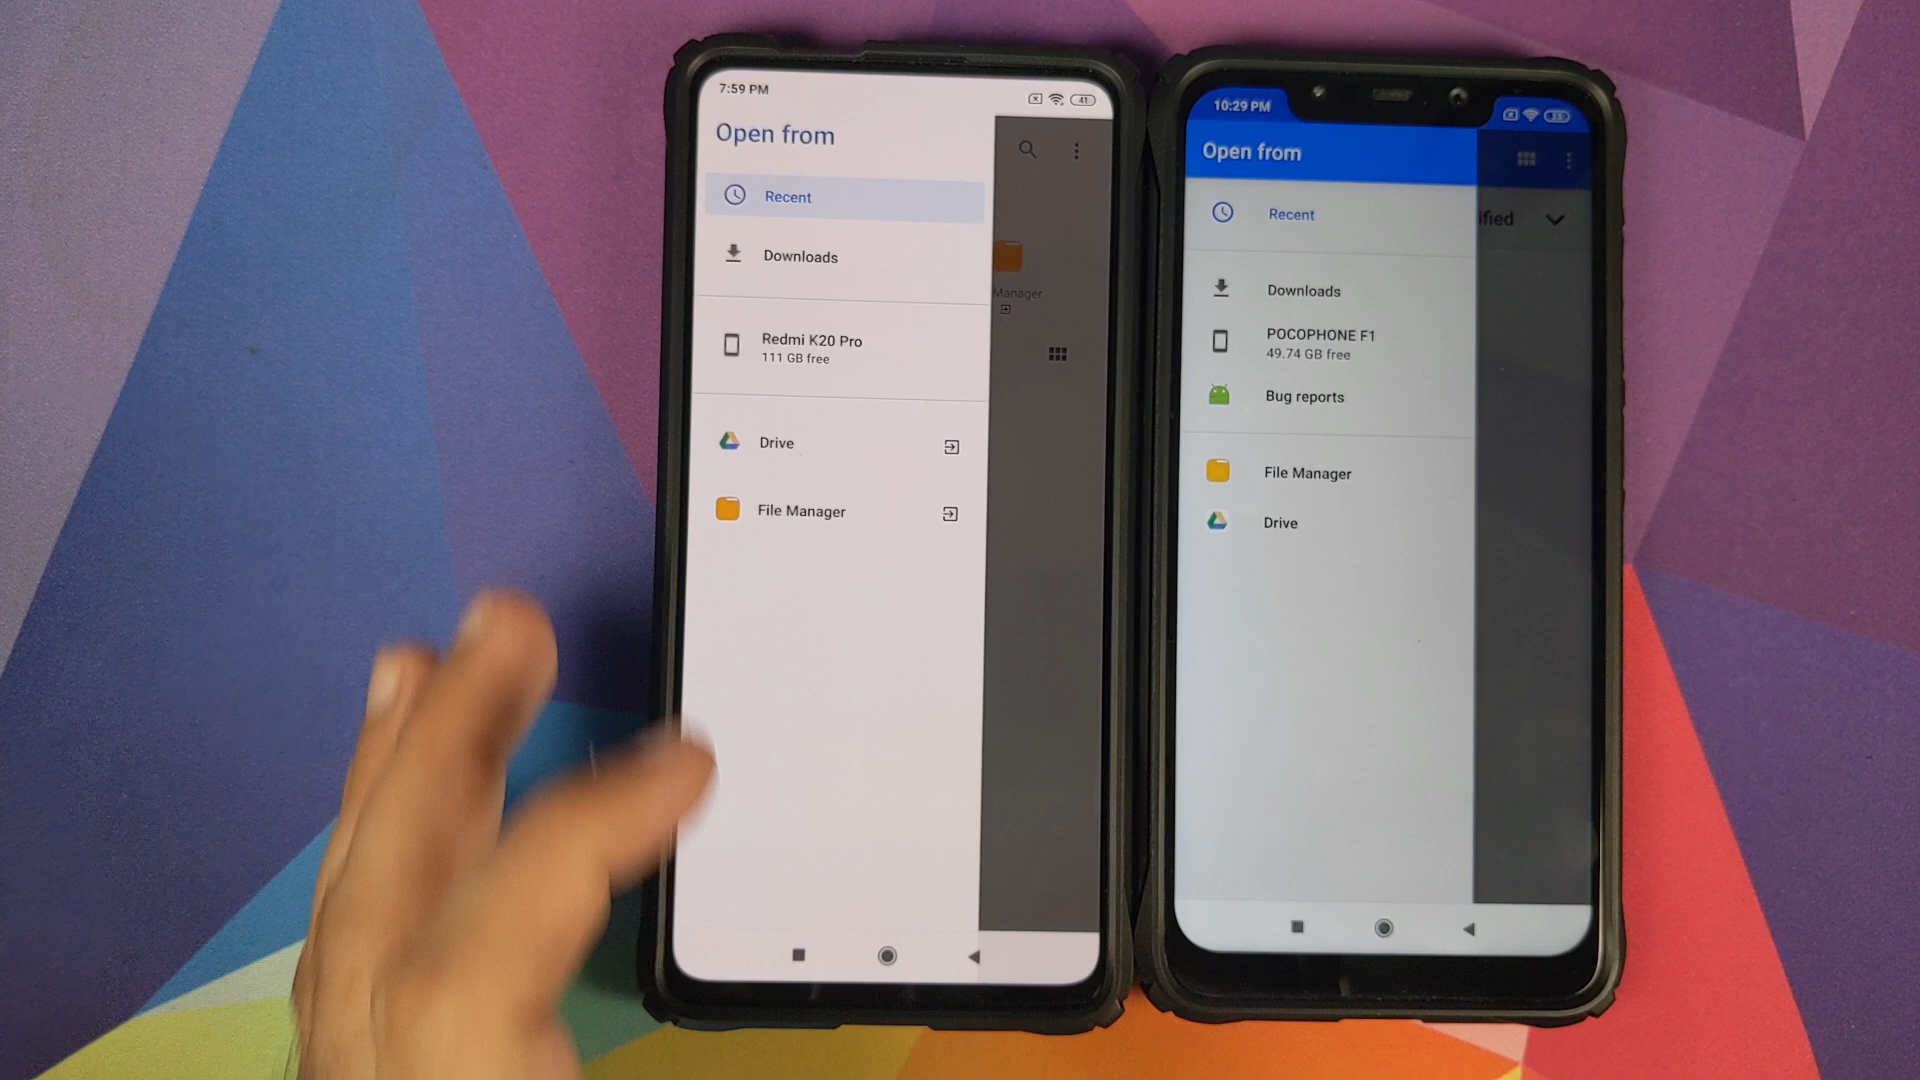 7:59 PM
41
Open from
Recent
Downloads
Redmi K20 Pro
111 GB free
Drive
File Manager
Manager
10:29 PM
Open from
Recent
Downloads
POCOPHONE F1
49.74 GB free
Bug reports
File Manager
Drive
ified